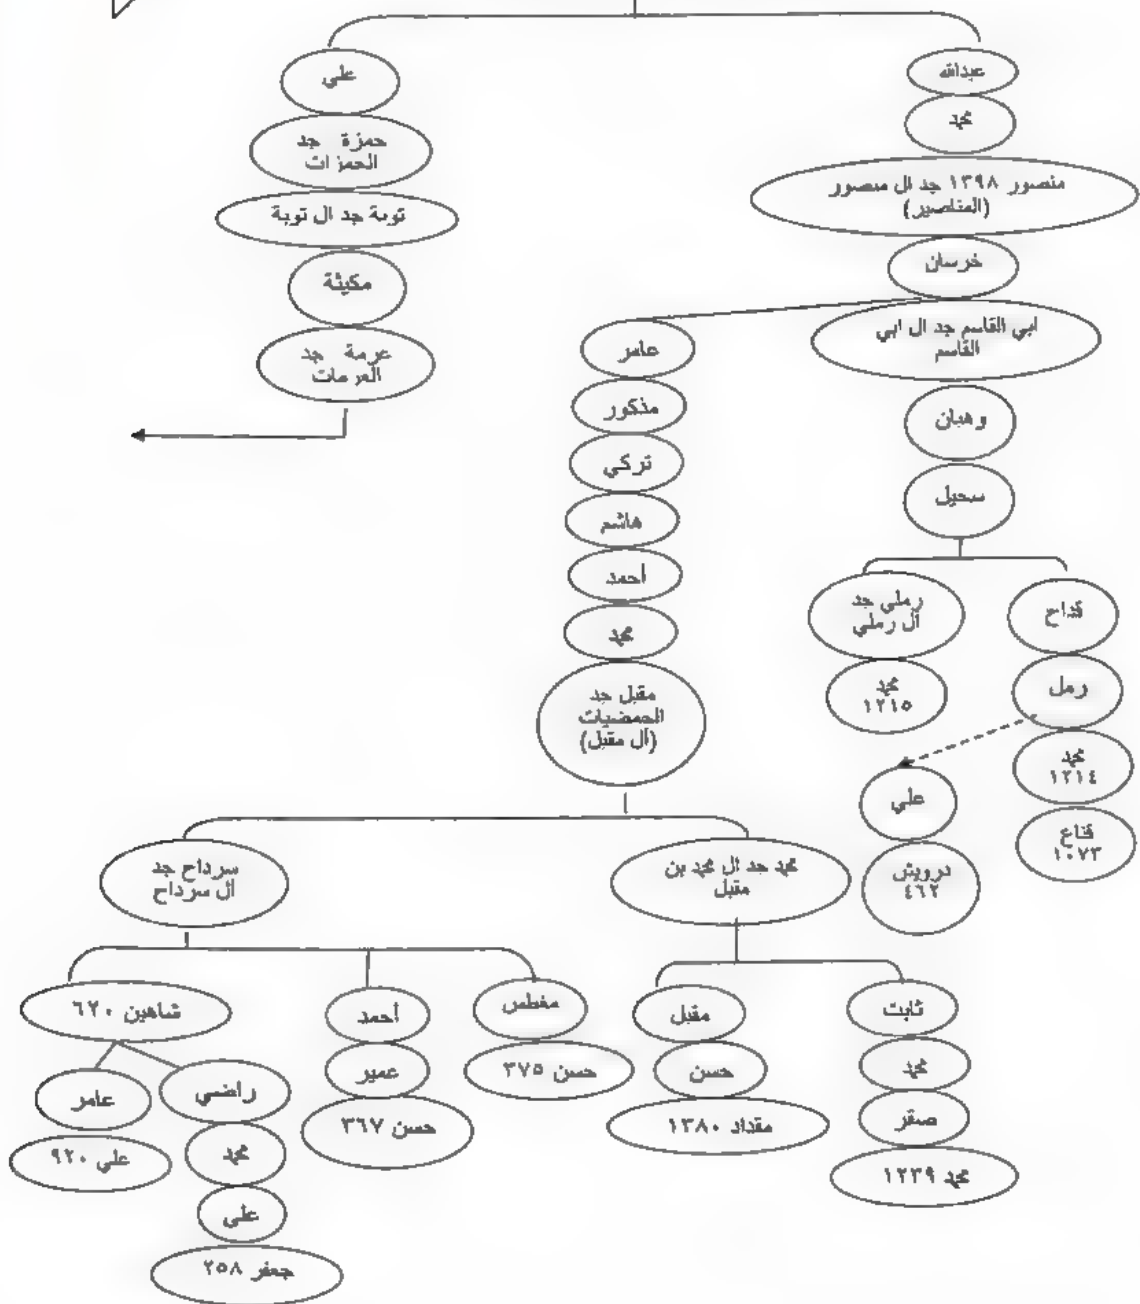 عبدالله
محمد
منصور ١٣٩٨ جد ال منصور
(المناصير)
خرسان
ابي القاسم جد ال ابي
القاسم
وهبان
سحيل
قداح
رمل
محمد
١٢١٤
قناع
١٠٧٣
رملي جد
آل رملي
محمد
١٢١٥
علي
درويش
٤٦٢
عامر
مذكور
تركي
هاشم
أحمد
محمد
مقبل جد
الحمضيات
(آل مقبل)
محمد جد ال محمد بن
مقبل
ثابت
محمد
صقر
محمد ١٢٣٩
مقبل
حسن
مقداد ١٣٨٠
سرداح جد
آل سرداح
مغطس
حسن ٣٧٥
أحمد
عمير
حسن ٣٦٧
شاهين ٦٢٠
راضي
محمد
علي
جعفر ٢٥٨
عامر
علي ٩٢٠
علي
حمزة جد
الحمزات
توبة جد ال توبة
مكيثة
عرمة جد
العرمات